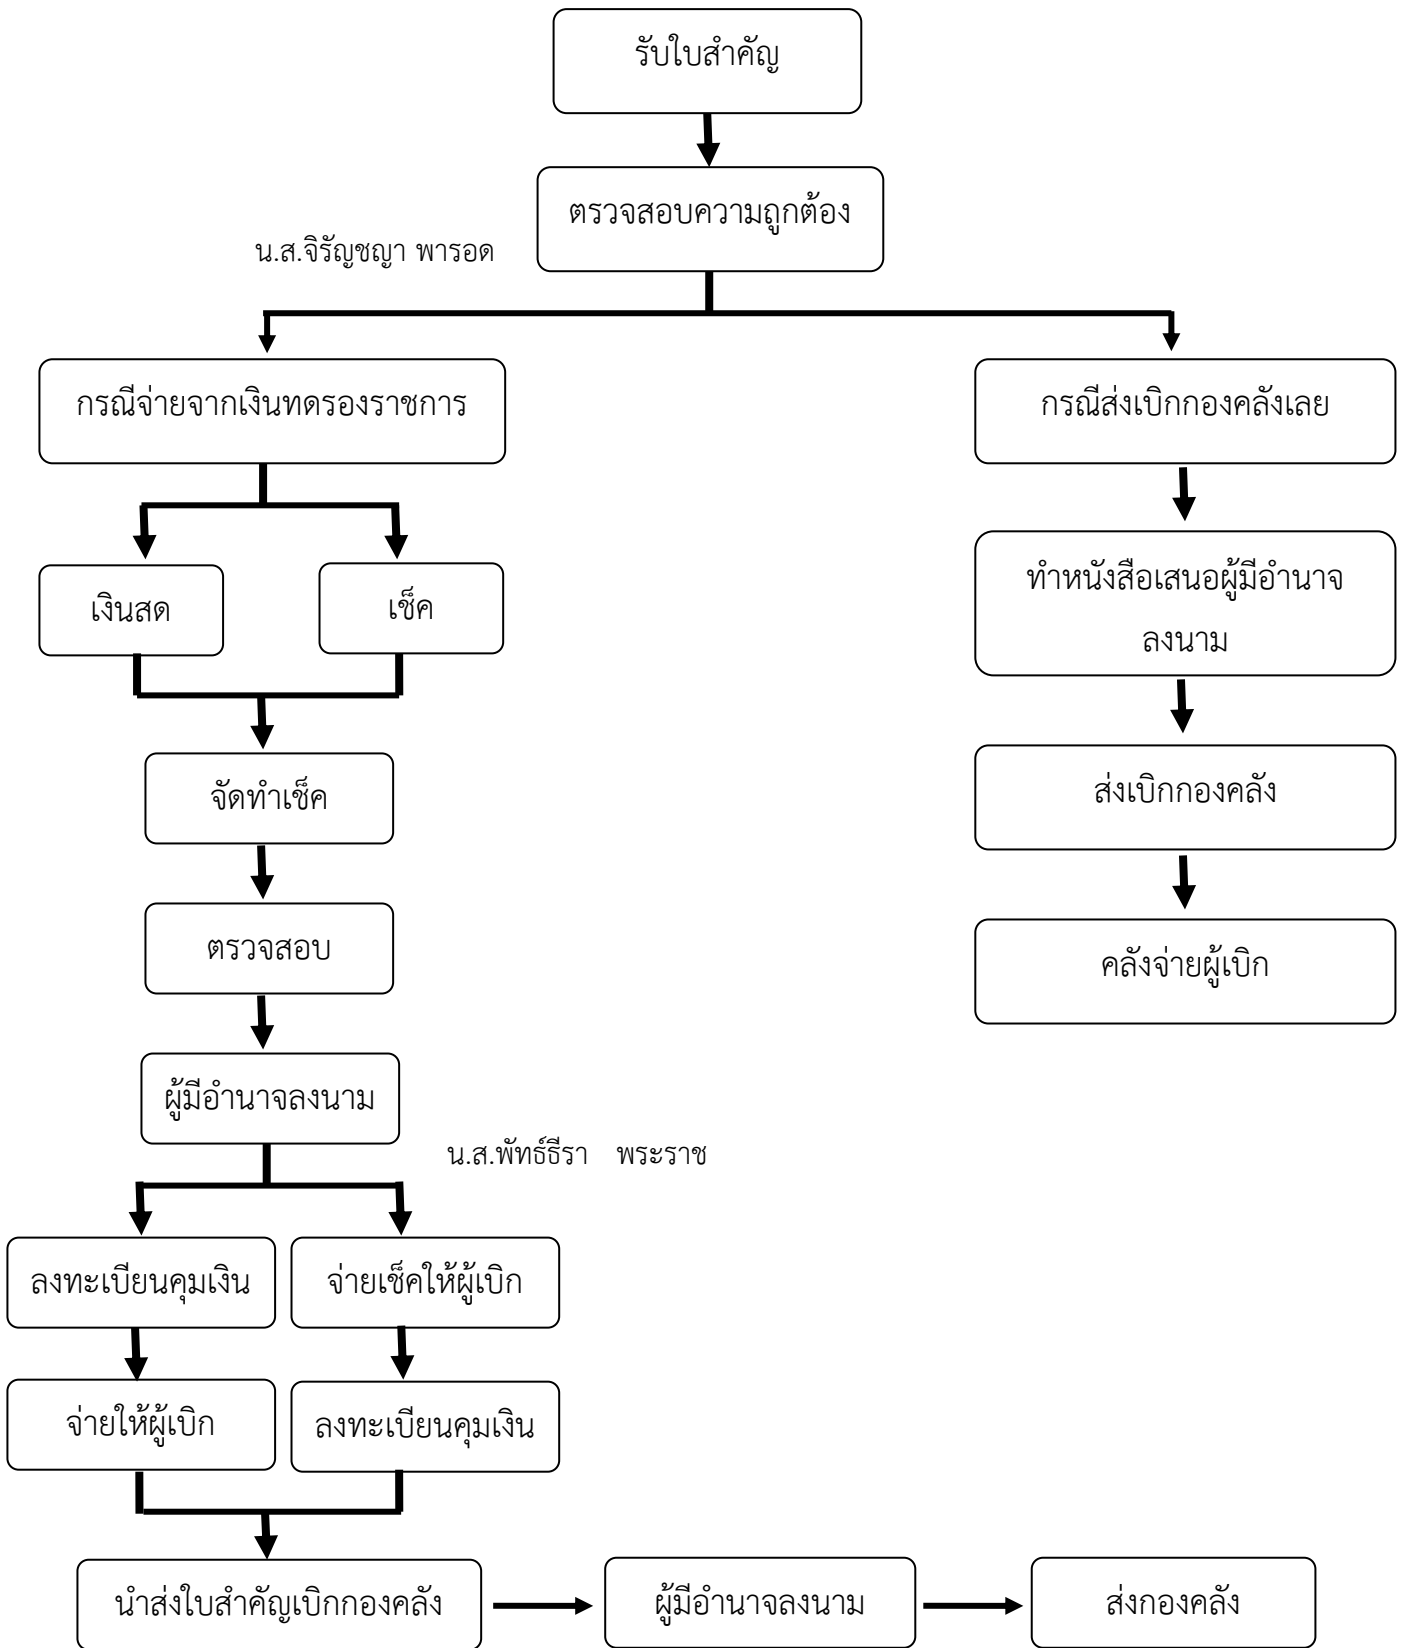 รับใบสำคัญ
ตรวจสอบความถูกต้อง
น.ส.จิรัญชญา พารอด
กรณีจ่ายจากเงินทดรองราชการ
กรณีส่งเบิกกองคลังเลย
เงินสด
เช็ค
ทำหนังสือเสนอผู้มีอำนาจ
ลงนาม
จัดทำเช็ค
ส่งเบิกกองคลัง
ตรวจสอบ
คลังจ่ายผู้เบิก
ผู้มีอำนาจลงนาม
น.ส.พัทธ์ธีรา พระราช
ลงทะเบียนคุมเงิน
จ่ายเช็คให้ผู้เบิก
จ่ายให้ผู้เบิก
ลงทะเบียนคุมเงิน
นำส่งใบสำคัญเบิกกองคลัง
ผู้มีอำนาจลงนาม
ส่งกองคลัง